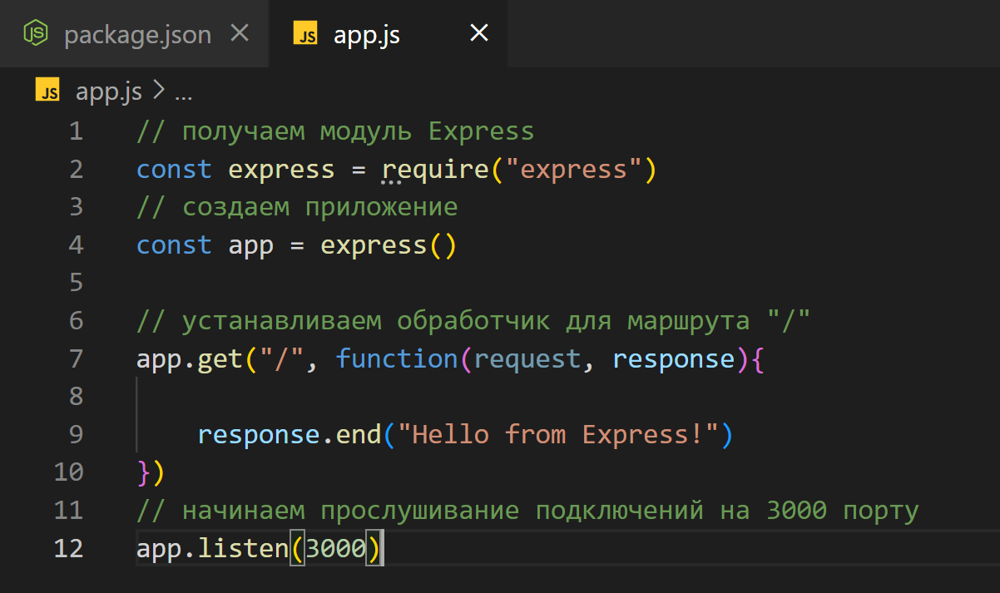 package.json
JS app.js
JS app.js > ...
1 // получаем модуль Express
2 const express = require("express")
3 // создаем приложение
4 const app = express()
5
6 // устанавливаем обработчик для маршрута "/"
7 app.get("/", function(request, response){
8
9     response.end("Hello from Express!")
10 })
11 // начинаем прослушивание подключений на 3000 порту
12 app.listen(3000)